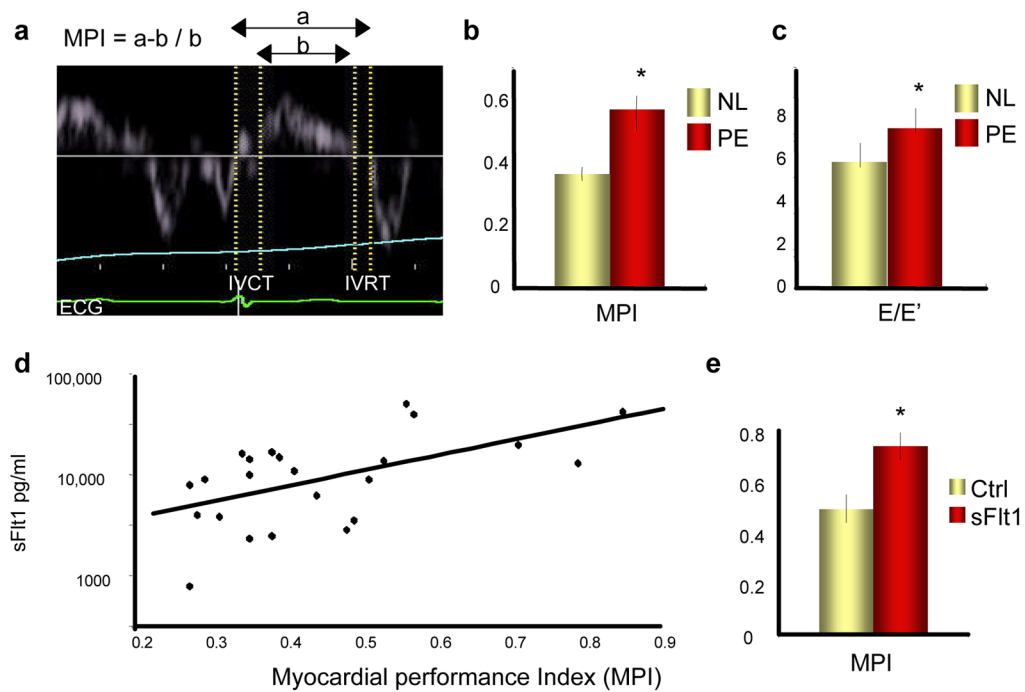 a
MPI = a-b / b
a
b
IVCT
IVRT
ECG
b
*
NL
PE
0.6
0.4
0.2
0
MPI
c
*
NL
PE
8
6
4
2
0
E/E’
d
100,000
10,000
1000
sFlt1 pg/ml
0.2 0.3 0.4 0.5 0.6 0.7 0.8 0.9
Myocardial performance Index (MPI)
e
*
0.8
0.6
0.4
0.2
0
Ctrl
sFlt1
MPI